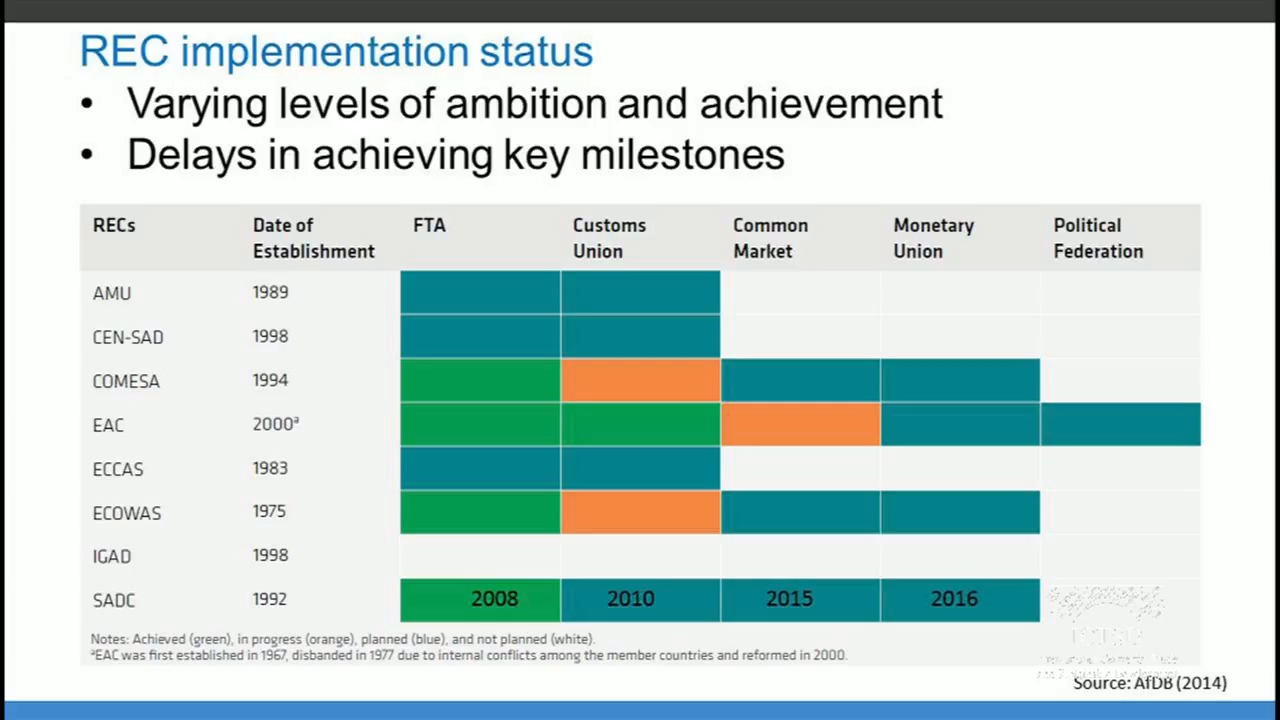 REC implementation status
• Varying levels of ambition and achievement
• Delays in achieving key milestones
RECs Date of Establishment FTA Customs Union Common Market Monetary Union Political Federation
AMU 1989
CEN-SAD 1998
COMESA 1994
EAC 2000ª
ECCAS 1983
ECOWAS 1975
IGAD 1998
SADC 1992 2008 2010 2015 2016
Notes: Achieved (green), in progress (orange), planned (blue), and not planned (white).
ªEAC was first established in 1967, disbanded in 1977 due to internal conflicts among the member countries and reformed in 2000.
Source: AfDB (2014)